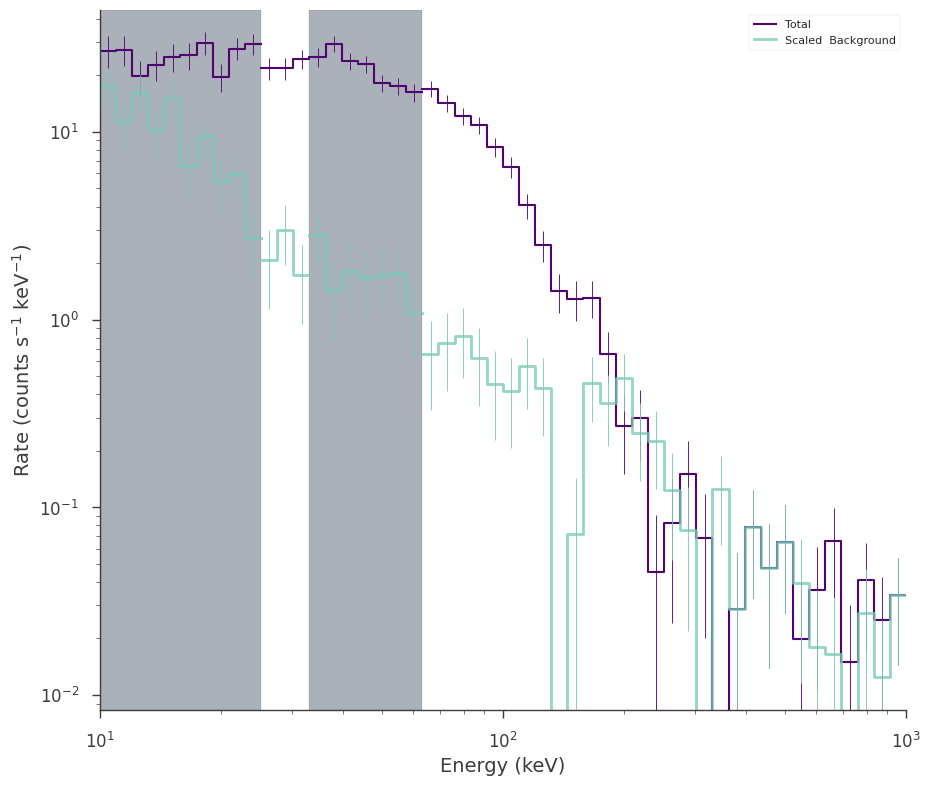 Total
Scaled Background
Rate (counts s⁻¹ keV⁻¹)
10¹
10⁰
10⁻¹
10⁻²
10¹
10²
10³
Energy (keV)